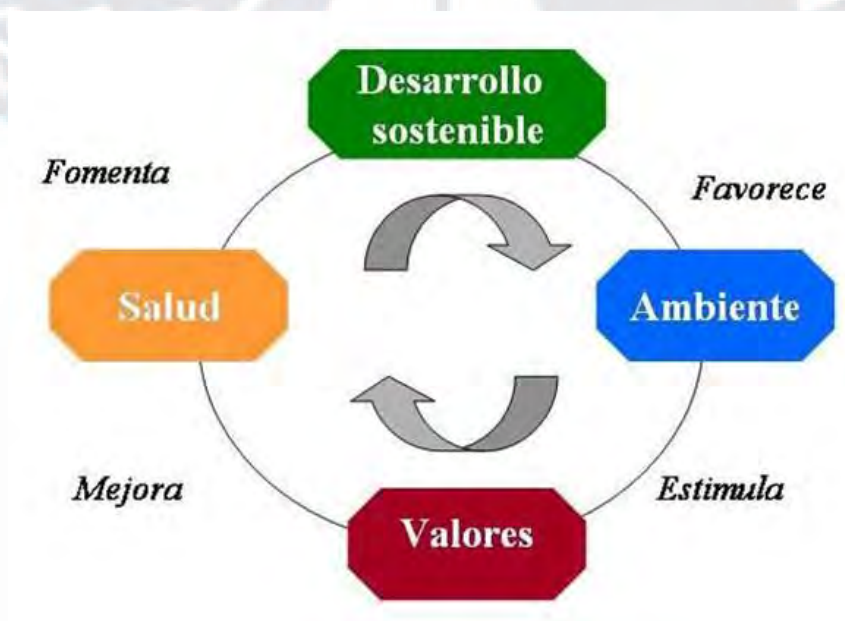 Desarrollo
sostenible
Fomenta
Favorece
Salud
Ambiente
Mejora
Estimula
Valores